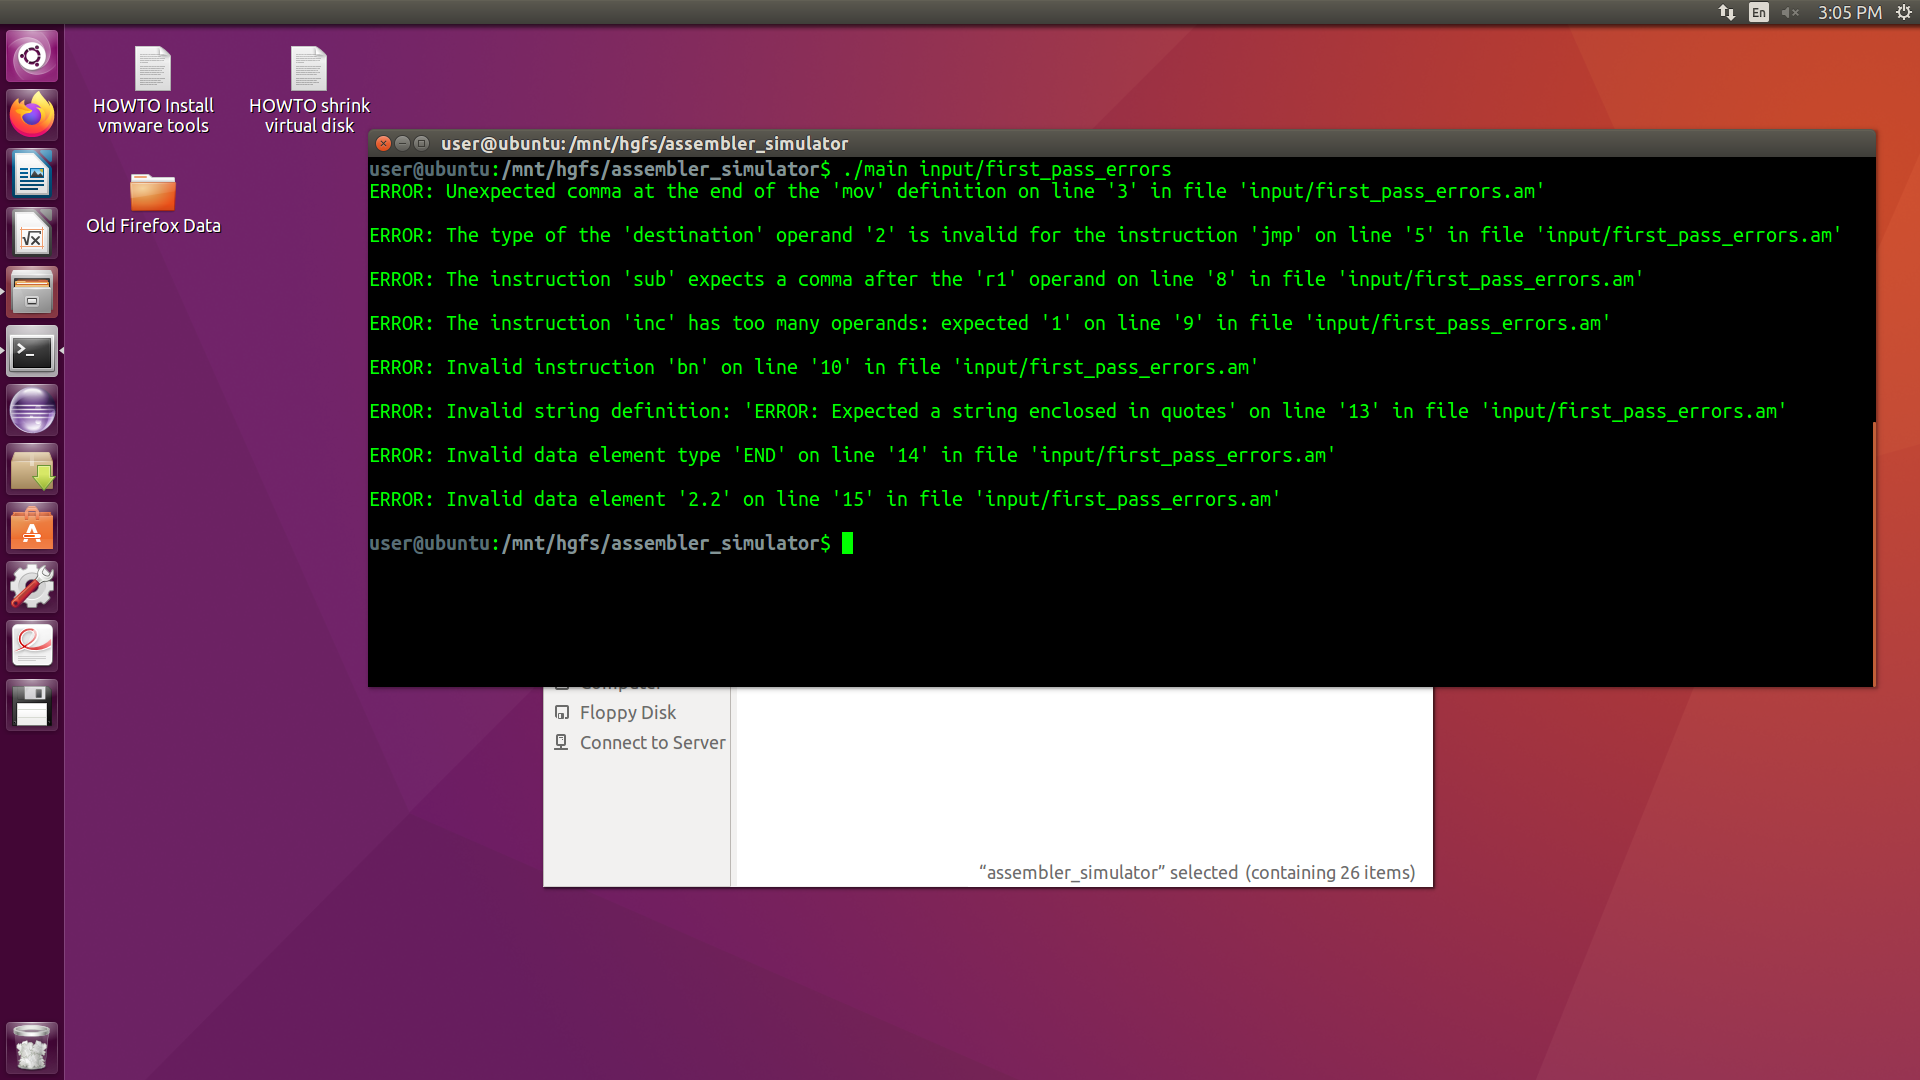 En
3:05 PM
HOWTO Install
vmware tools
HOWTO shrink
virtual disk
Old Firefox Data
user@ubuntu: /mnt/hgfs/assembler_simulator
user@ubuntu:/mnt/hgfs/assembler_simulator$ ./main input/first_pass_errors
ERROR: Unexpected comma at the end of the 'mov' definition on line '3' in file 'input/first_pass_errors.am'
ERROR: The type of the 'destination' operand '2' is invalid for the instruction 'jmp' on line '5' in file 'input/first_pass_errors.am'
ERROR: The instruction 'sub' expects a comma after the 'r1' operand on line '8' in file 'input/first_pass_errors.am'
ERROR: The instruction 'inc' has too many operands: expected '1' on line '9' in file 'input/first_pass_errors.am'
ERROR: Invalid instruction 'bn' on line '10' in file 'input/first_pass_errors.am'
ERROR: Invalid string definition: 'ERROR: Expected a string enclosed in quotes' on line '13' in file 'input/first_pass_errors.am'
ERROR: Invalid data element type 'END' on line '14' in file 'input/first_pass_errors.am'
ERROR: Invalid data element '2.2' on line '15' in file 'input/first_pass_errors.am'
user@ubuntu:/mnt/hgfs/assembler_simulator$
Computer
Floppy Disk
Connect to Server
“assembler_simulator” selected (containing 26 items)